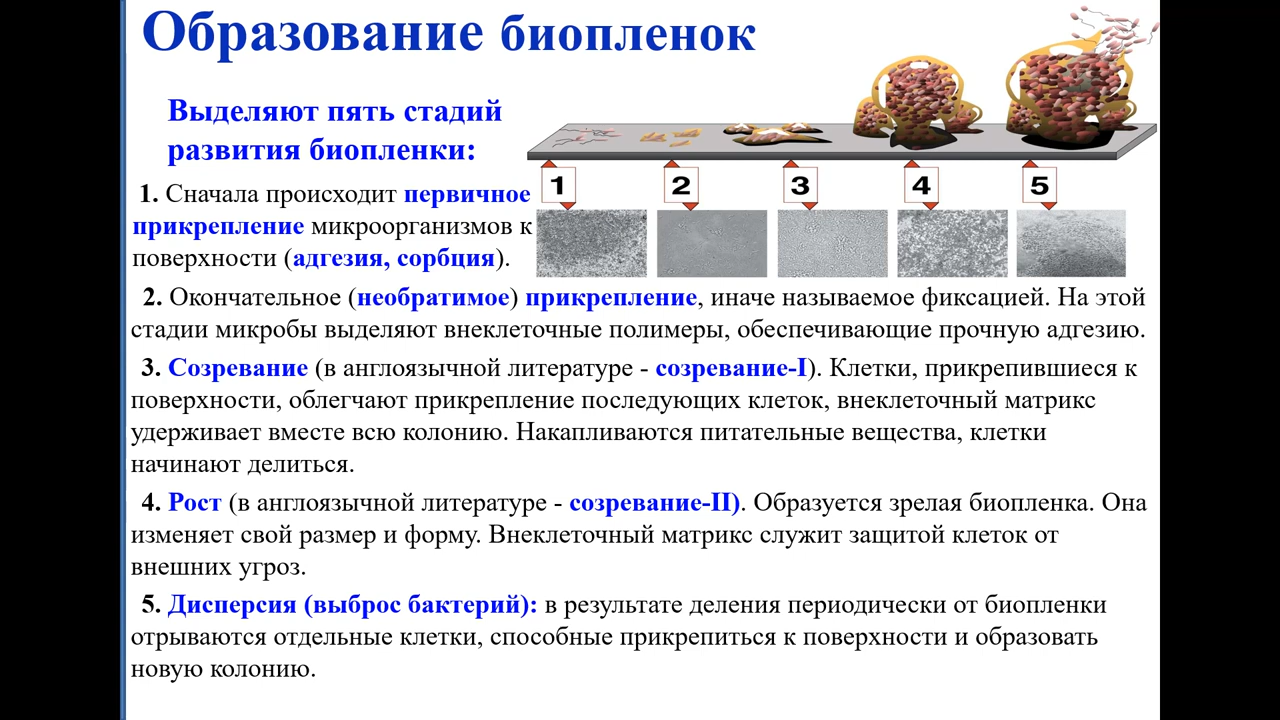 Образование биопленок
Выделяют пять стадий
развития биопленки:
1 2 3 4 5
1. Сначала происходит первичное
прикрепление микроорганизмов к
поверхности (адгезия, сорбция).
2. Окончательное (необратимое) прикрепление, иначе называемое фиксацией. На этой
стадии микробы выделяют внеклеточные полимеры, обеспечивающие прочную адгезию.
3. Созревание (в англоязычной литературе - созревание-I). Клетки, прикрепившиеся к
поверхности, облегчают прикрепление последующих клеток, внеклеточный матрикс
удерживает вместе всю колонию. Накапливаются питательные вещества, клетки
начинают делиться.
4. Рост (в англоязычной литературе - созревание-II). Образуется зрелая биопленка. Она
изменяет свой размер и форму. Внеклеточный матрикс служит защитой клеток от
внешних угроз.
5. Дисперсия (выброс бактерий): в результате деления периодически от биопленки
отрываются отдельные клетки, способные прикрепиться к поверхности и образовать
новую колонию.